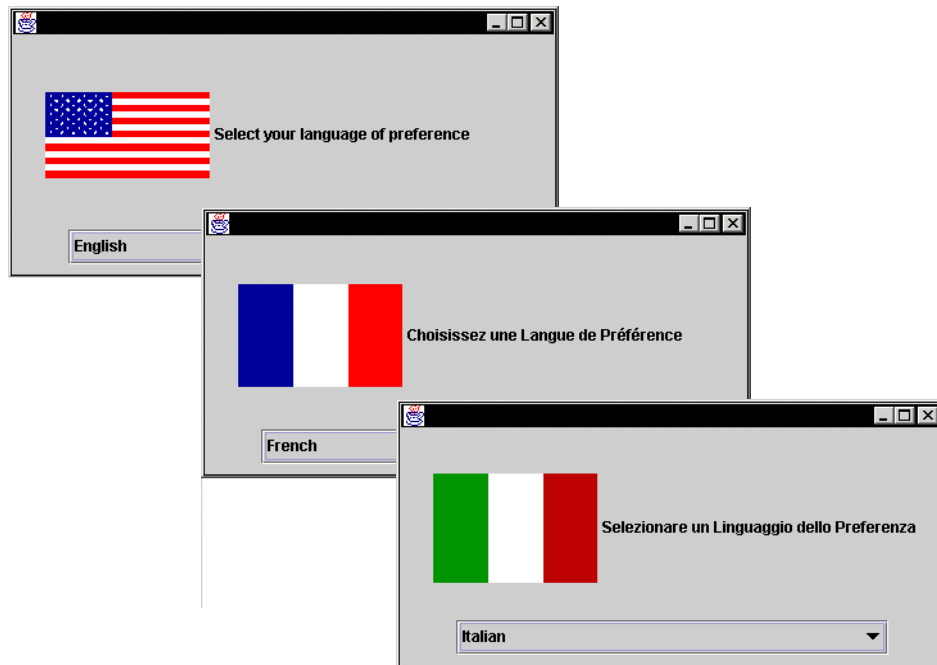 Select your language of preference
English
Choisissez une Langue de Préférence
French
Selezionare un Linguaggio dello Preferenza
Italian